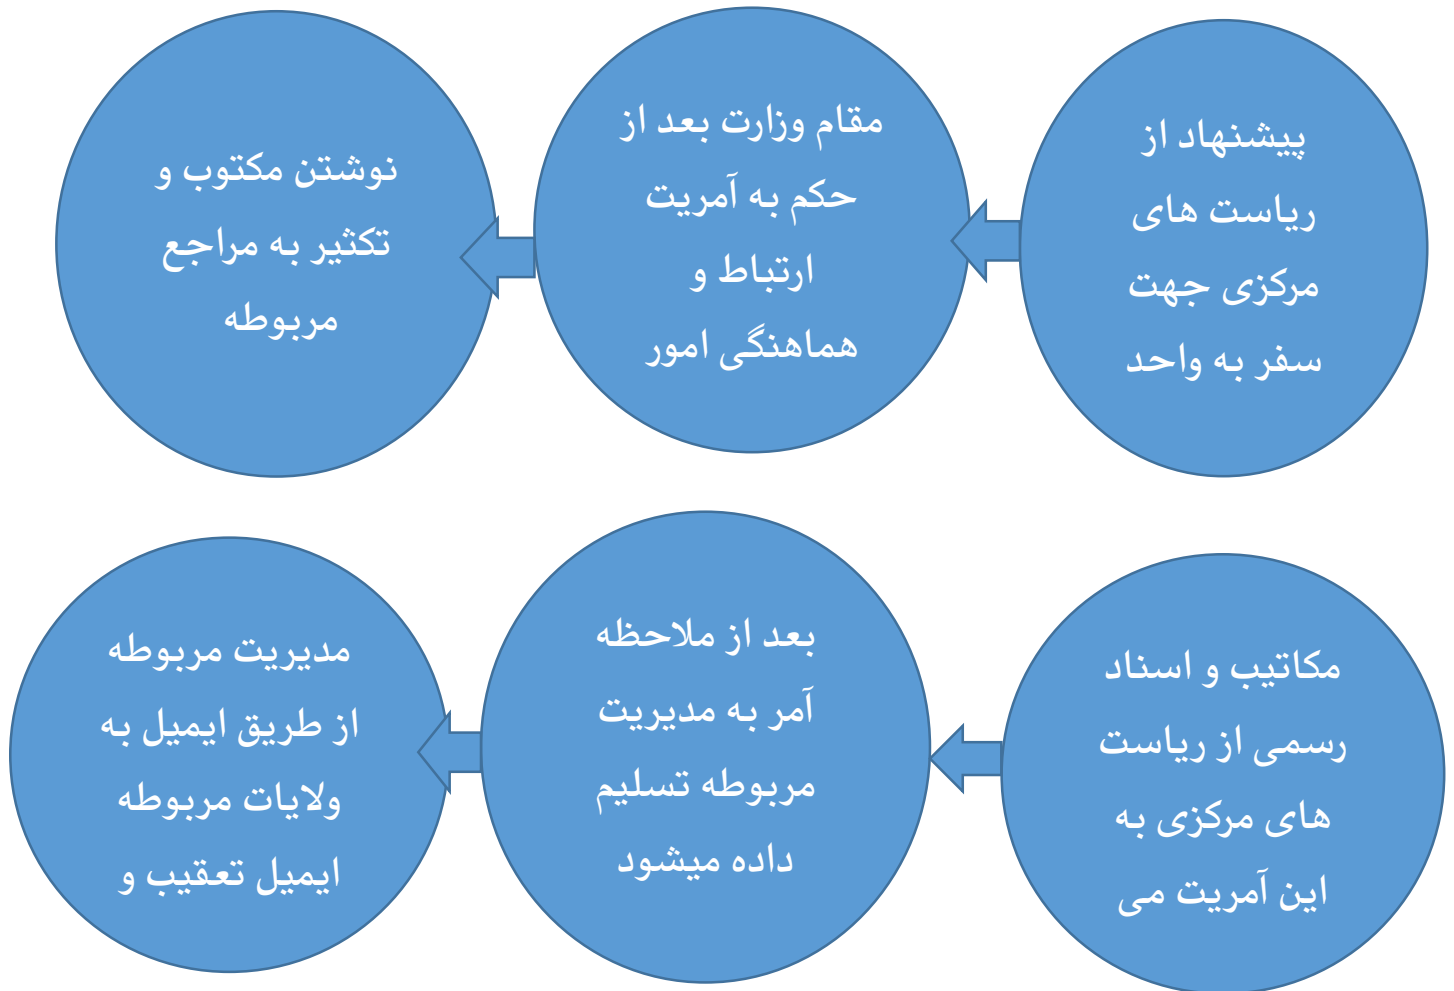 پیشنهاد از
ریاست های
مرکزی جهت
سفر به واحد
مقام وزارت بعد از
حکم به آمریت
ارتباط و
هماهنگی امور
نوشتن مکتوب و
تکثیر به مراجع
مربوطه
مکاتیب و اسناد
رسمی از ریاست
های مرکزی به
این آمریت می
بعد از ملاحظه
آمر به مدیریت
مربوطه تسلیم
داده میشود
مدیریت مربوطه
از طریق ایمیل به
ولایات مربوطه
ایمیل تعقیب و